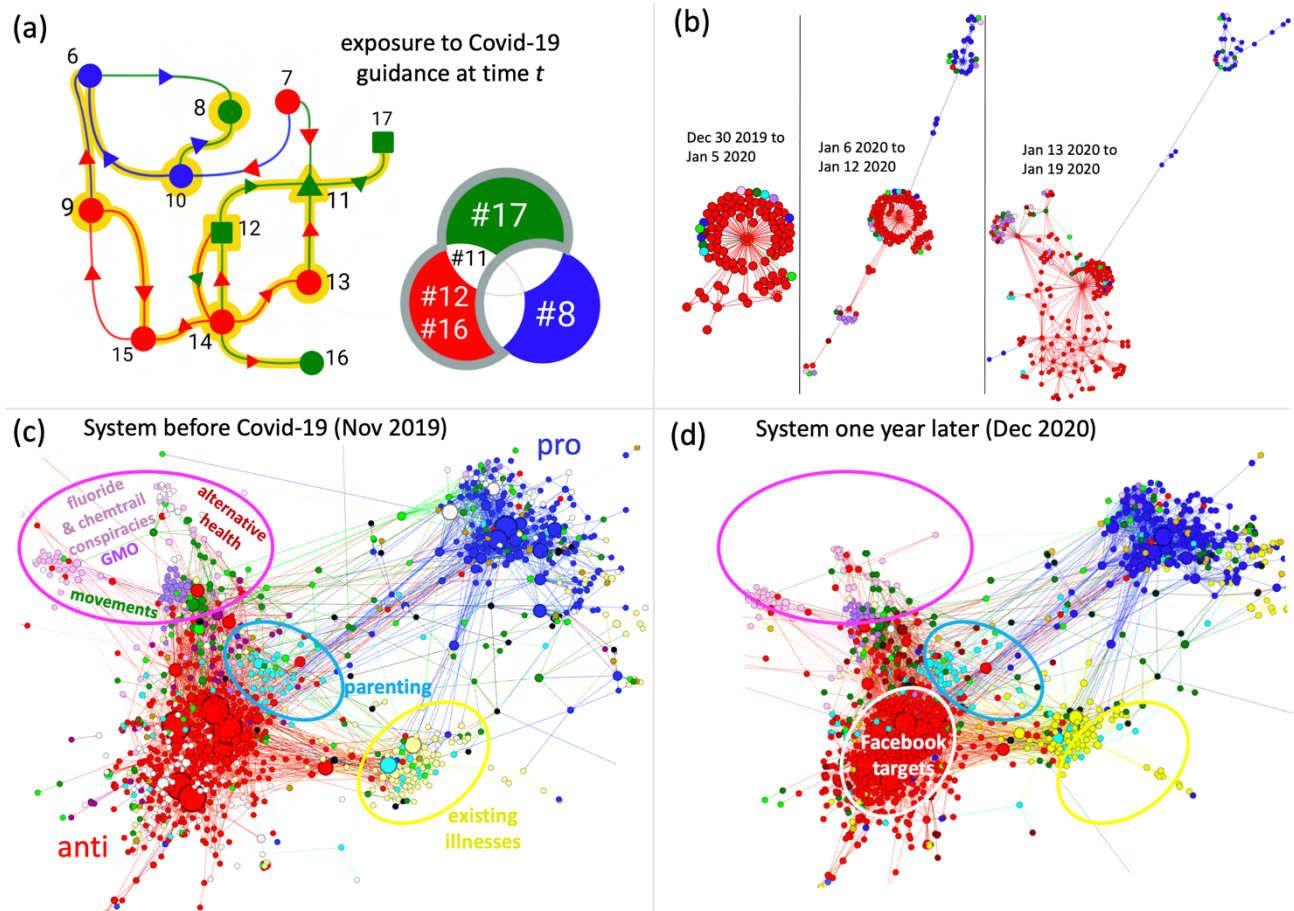 (a)
exposure to Covid-19
guidance at time t
6
7
8
17
9
10
11
12
13
14
15
16
#17
#11
#12
#16
#8
(b)
Dec 30 2019 to
Jan 5 2020
Jan 6 2020 to
Jan 12 2020
Jan 13 2020 to
Jan 19 2020
(c)
System before Covid-19 (Nov 2019)
pro
fluoride
& chemtrail
conspiracies
GMO
alternative
health
movements
parenting
anti
existing
illnesses
(d)
System one year later (Dec 2020)
Facebook
targets